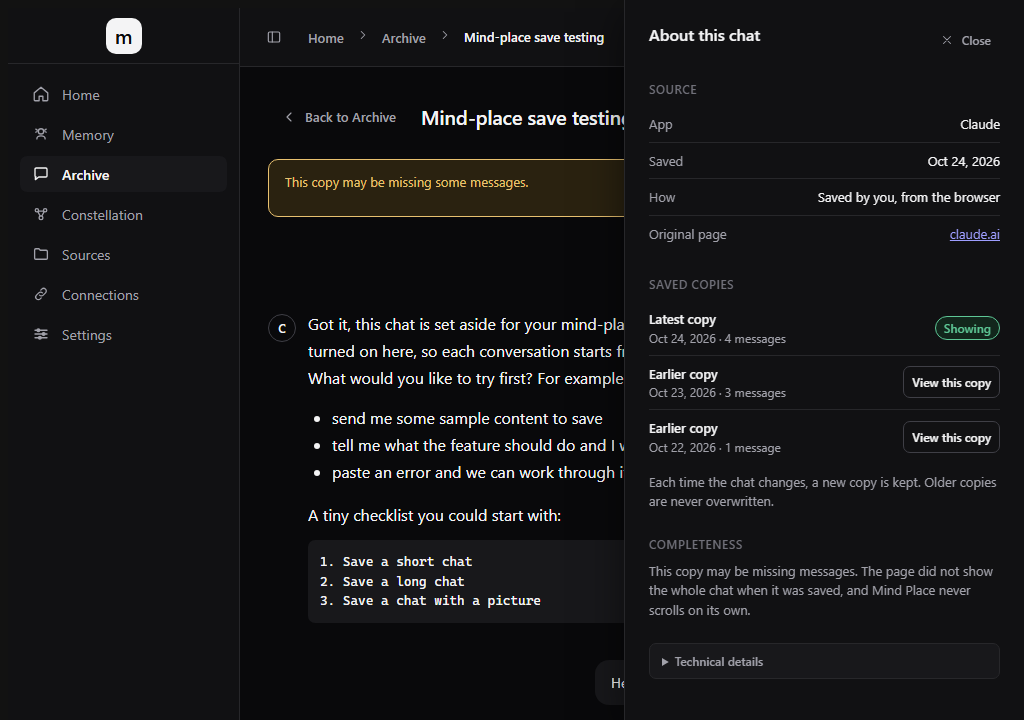 m
Home
Memory
Archive
Constellation
Sources
Connections
Settings
Home
Archive
Mind-place save testing
Back to Archive
Mind-place save testing
This copy may be missing some messages.
C
Got it, this chat is set aside for your
turned on here, so each conversation starts
What would you like to try first? For example
send me some sample content to save
tell me what the feature should do and I
paste an error and we can work through
A tiny checklist you could start with:
1. Save a short chat
2. Save a long chat
3. Save a chat with a picture
About this chat
Close
SOURCE
App
Claude
Saved
Oct 24, 2026
How
Saved by you, from the browser
Original page
claude.ai
SAVED COPIES
Latest copy
Oct 24, 2026 · 4 messages
Showing
Earlier copy
Oct 23, 2026 · 3 messages
View this copy
Earlier copy
Oct 22, 2026 · 1 message
View this copy
Each time the chat changes, a new copy is kept. Older copies
are never overwritten.
COMPLETENESS
This copy may be missing messages. The page did not show
the whole chat when it was saved, and Mind Place never
scrolls on its own.
Technical details